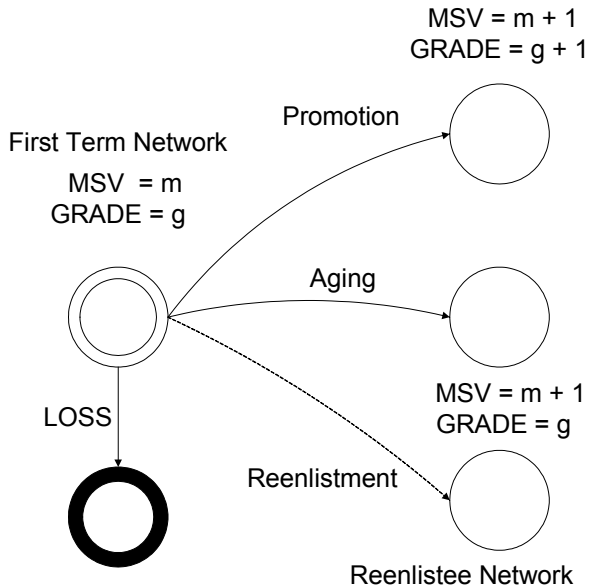 MSV = m + 1
GRADE = g + 1
Promotion
First Term Network
MSV = m
GRADE = g
Aging
MSV = m + 1
GRADE = g
LOSS
Reenlistment
Reenlistee Network